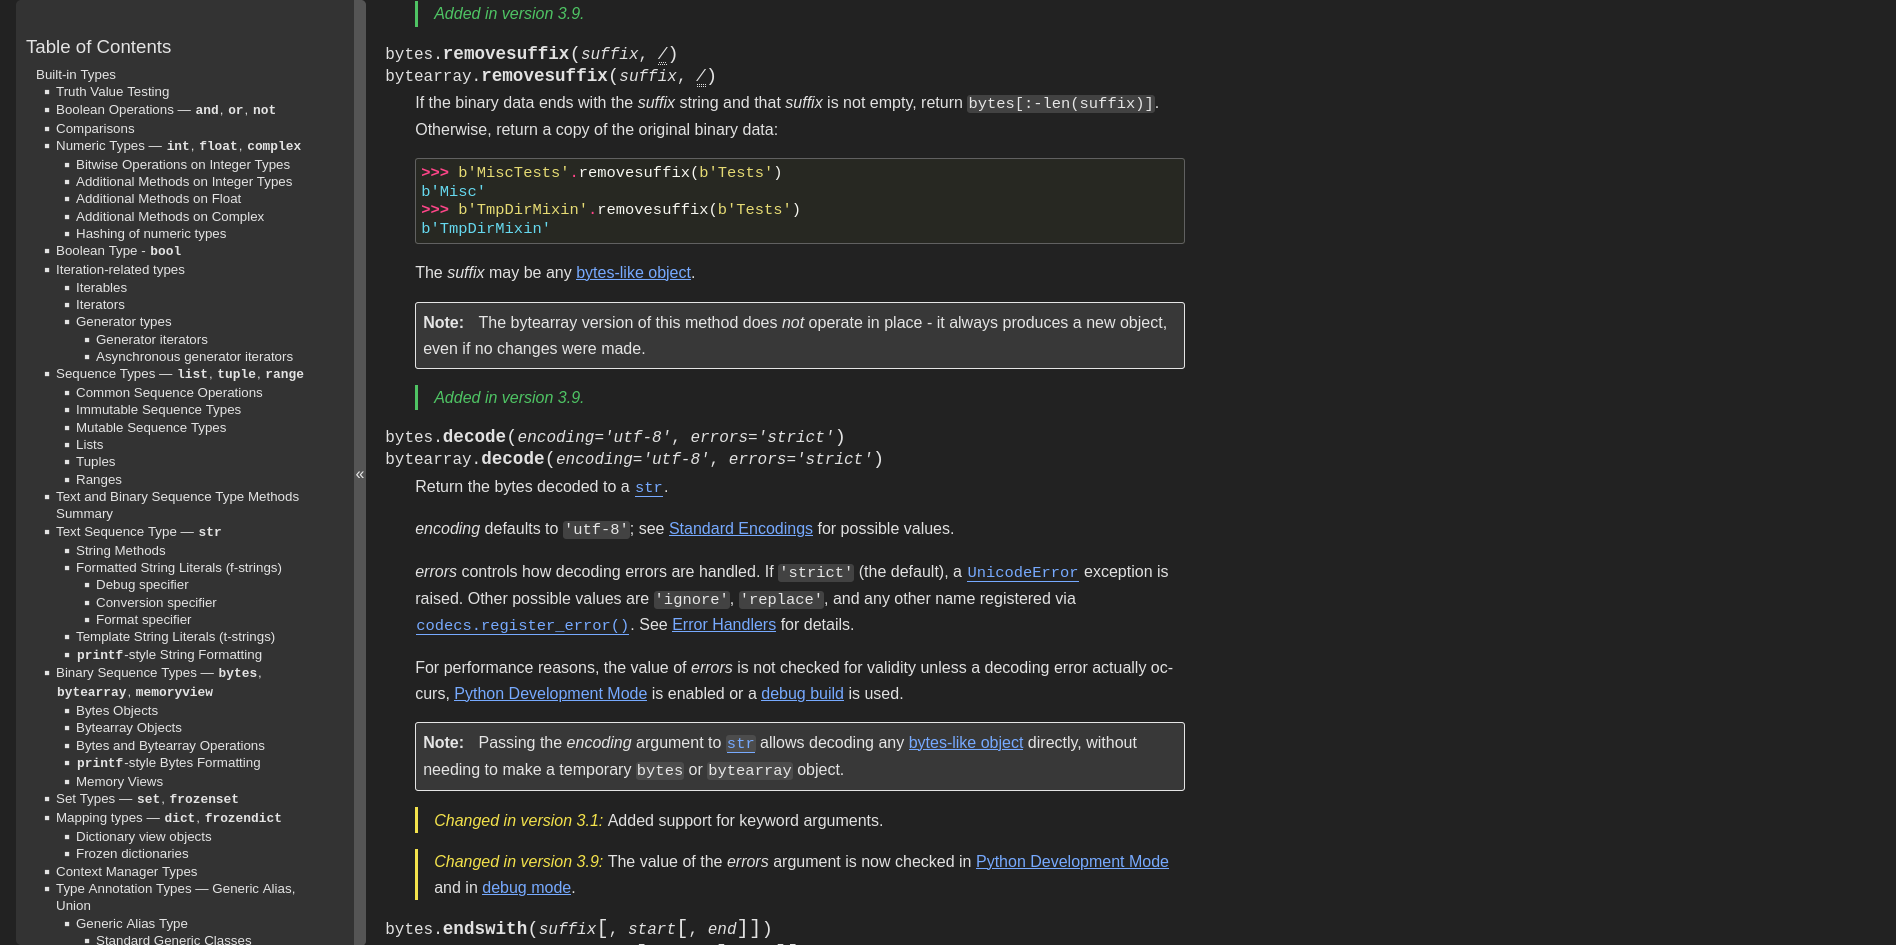 Table of Contents
Built-in Types
Truth Value Testing
Boolean Operations — and, or, not
Comparisons
Numeric Types — int, float, complex
Bitwise Operations on Integer Types
Additional Methods on Integer Types
Additional Methods on Float
Additional Methods on Complex
Hashing of numeric types
Boolean Type - bool
Iteration-related types
Iterables
Iterators
Generator types
Generator iterators
Asynchronous generator iterators
Sequence Types — list, tuple, range
Common Sequence Operations
Immutable Sequence Types
Mutable Sequence Types
Lists
Tuples
Ranges
Text and Binary Sequence Type Methods
Summary
Text Sequence Type — str
String Methods
Formatted String Literals (f-strings)
Debug specifier
Conversion specifier
Format specifier
Template String Literals (t-strings)
printf-style String Formatting
Binary Sequence Types — bytes,
bytearray, memoryview
Bytes Objects
Bytearray Objects
Bytes and Bytearray Operations
printf-style Bytes Formatting
Memory Views
Set Types — set, frozenset
Mapping types — dict, frozendict
Dictionary view objects
Frozen dictionaries
Context Manager Types
Type Annotation Types — Generic Alias,
Union
Generic Alias Type
Standard Generic Classes
«
Added in version 3.9.
bytes.removesuffix(suffix, /)
bytearray.removesuffix(suffix, /)
If the binary data ends with the suffix string and that suffix is not empty, return bytes[:-len(suffix)].
Otherwise, return a copy of the original binary data:
>>> b'MiscTests'.removesuffix(b'Tests')
b'Misc'
>>> b'TmpDirMixin'.removesuffix(b'Tests')
b'TmpDirMixin'
The suffix may be any bytes-like object.
Note: The bytearray version of this method does not operate in place - it always produces a new object,
even if no changes were made.
Added in version 3.9.
bytes.decode(encoding='utf-8', errors='strict')
bytearray.decode(encoding='utf-8', errors='strict')
Return the bytes decoded to a str.
encoding defaults to 'utf-8'; see Standard Encodings for possible values.
errors controls how decoding errors are handled. If 'strict' (the default), a UnicodeError exception is
raised. Other possible values are 'ignore', 'replace', and any other name registered via
codecs.register_error(). See Error Handlers for details.
For performance reasons, the value of errors is not checked for validity unless a decoding error actually oc-
curs, Python Development Mode is enabled or a debug build is used.
Note: Passing the encoding argument to str allows decoding any bytes-like object directly, without
needing to make a temporary bytes or bytearray object.
Changed in version 3.1: Added support for keyword arguments.
Changed in version 3.9: The value of the errors argument is now checked in Python Development Mode
and in debug mode.
bytes.endswith(suffix[, start[, end]])